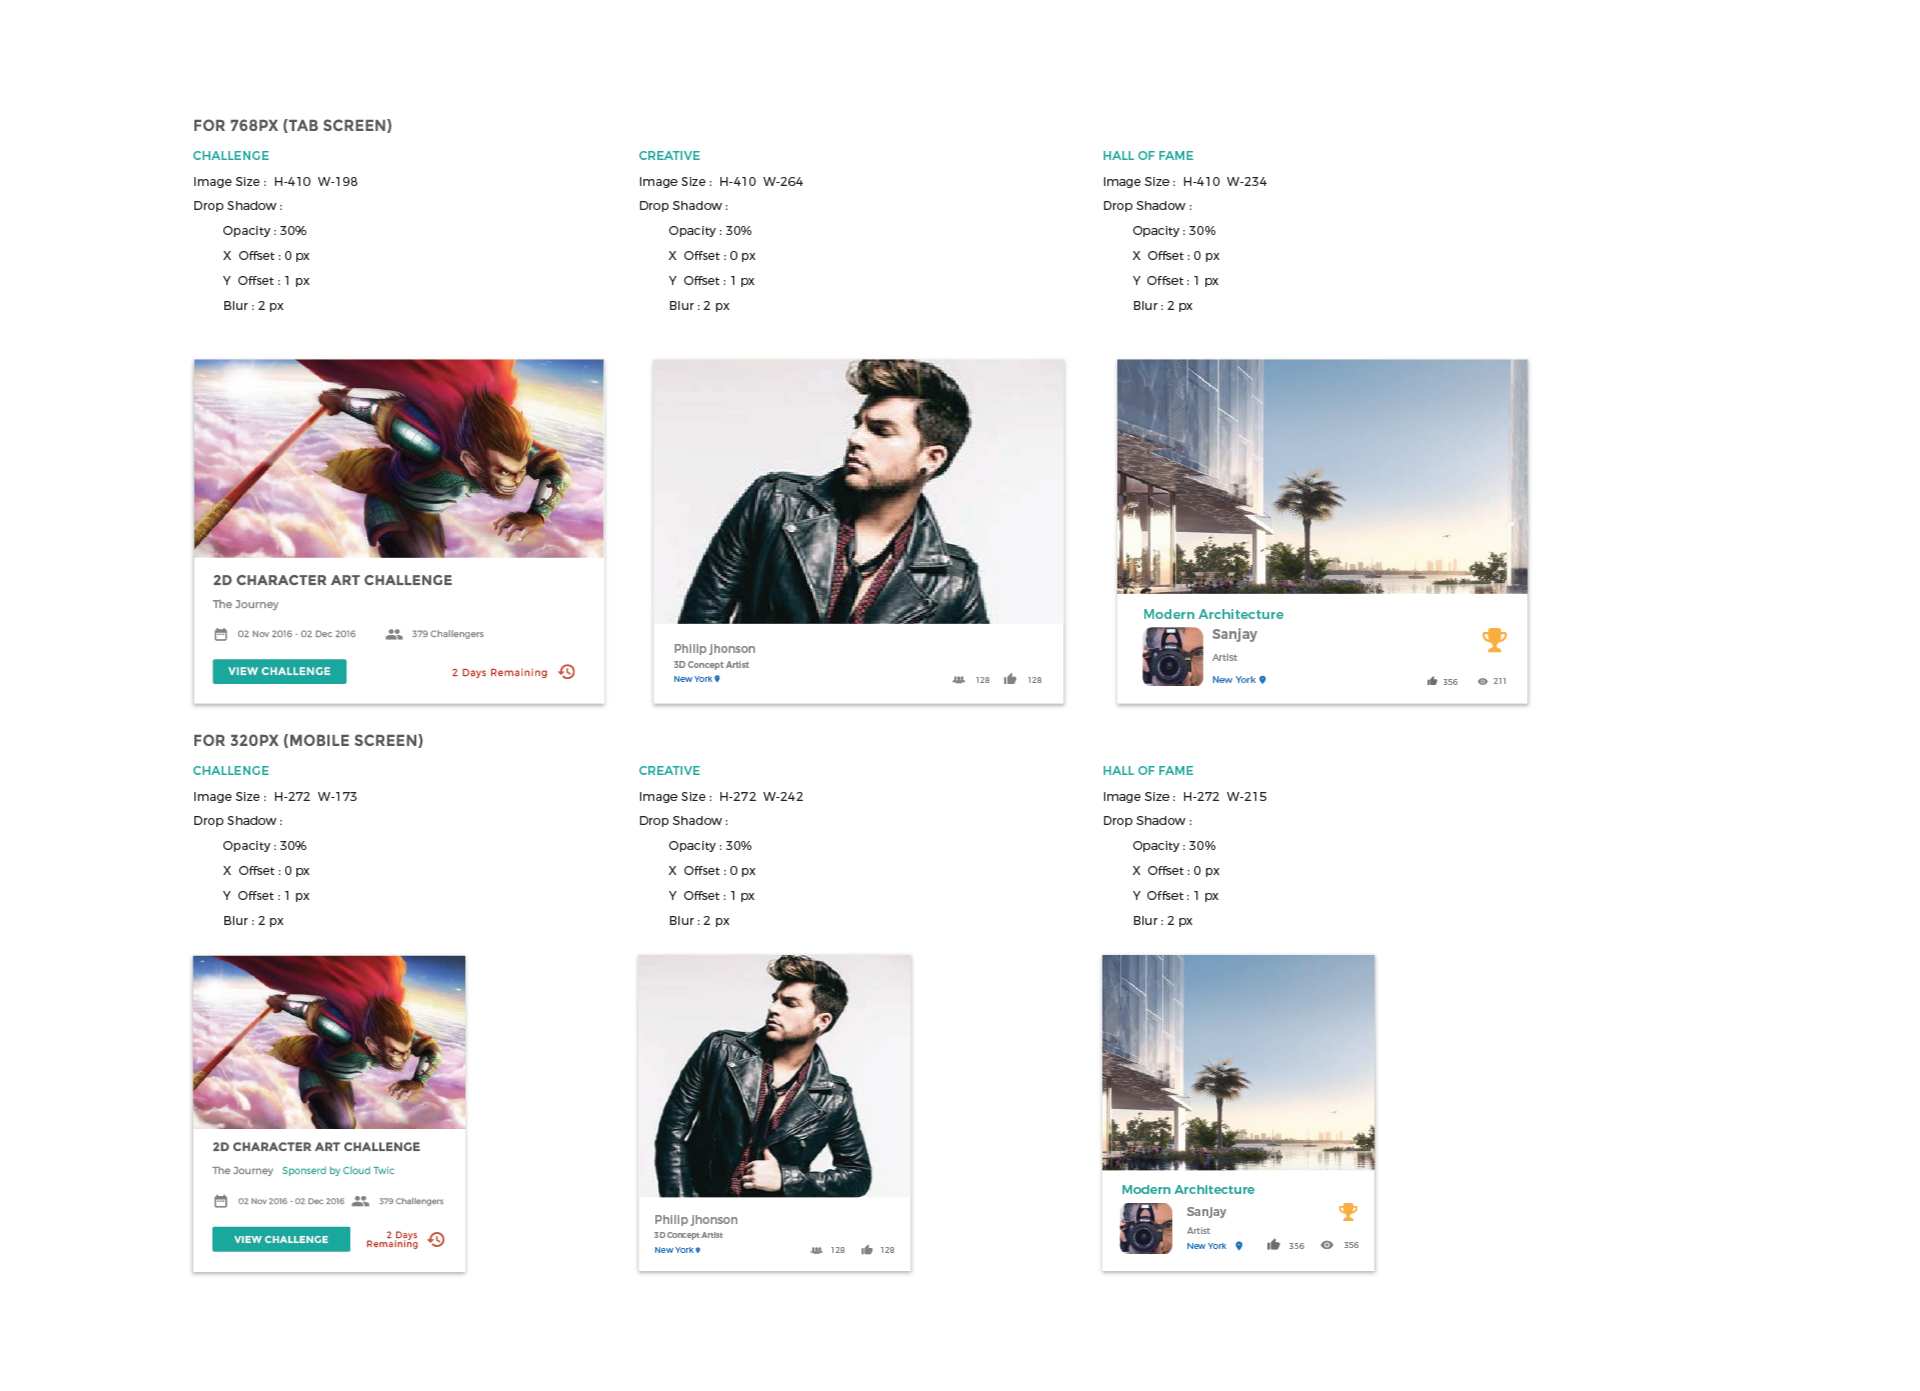 FOR 768PX (TAB SCREEN)
CHALLENGE
Image Size : H-410 W-198
Drop Shadow :
Opacity : 30%
X Offset : 0 px
Y Offset : 1 px
Blur : 2 px
CREATIVE
Image Size : H-410 W-264
Drop Shadow :
Opacity : 30%
X Offset : 0 px
Y Offset : 1 px
Blur : 2 px
HALL OF FAME
Image Size : H-410 W-234
Drop Shadow :
Opacity : 30%
X Offset : 0 px
Y Offset : 1 px
Blur : 2 px
2D CHARACTER ART CHALLENGE
The Journey
02 Nov 2016 - 02 Dec 2016 379 Challengers
VIEW CHALLENGE 2 Days Remaining
Philip jhonson
3D Concept Artist
New York 128 128
Modern Architecture
Sanjay
Artist
New York 356 211
FOR 320PX (MOBILE SCREEN)
CHALLENGE
Image Size : H-272 W-173
Drop Shadow :
Opacity : 30%
X Offset : 0 px
Y Offset : 1 px
Blur : 2 px
CREATIVE
Image Size : H-272 W-242
Drop Shadow :
Opacity : 30%
X Offset : 0 px
Y Offset : 1 px
Blur : 2 px
HALL OF FAME
Image Size : H-272 W-215
Drop Shadow :
Opacity : 30%
X Offset : 0 px
Y Offset : 1 px
Blur : 2 px
2D CHARACTER ART CHALLENGE
The Journey Sponserd by Cloud Twic
02 Nov 2016 - 02 Dec 2016 379 Challengers
VIEW CHALLENGE 2 Days
Remaining
Philip jhonson
3D Concept Artist
New York 128 128
Modern Architecture
Sanjay
Artist
New York 356 356